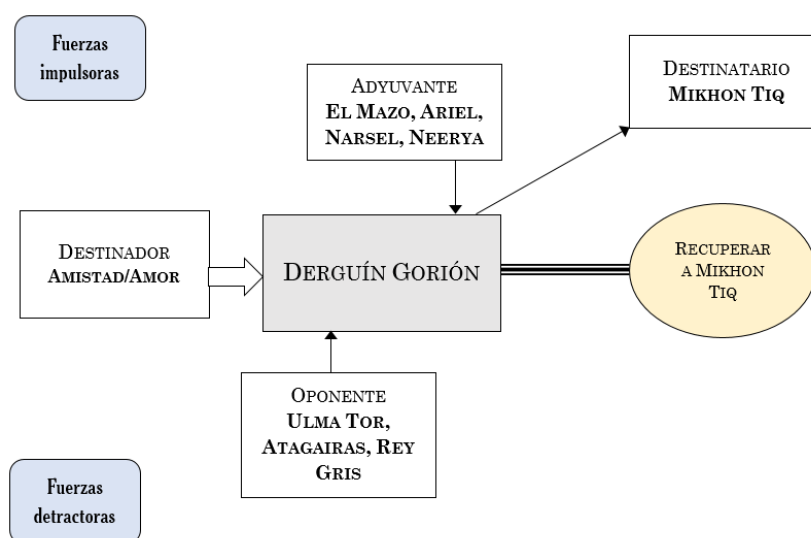 Fuerzas
impulsoras
DESTINATARIO
MIKHON TIQ
ADYUVANTE
EL MAZO, ARIEL,
NARSEL, NEERYA
DESTINADOR
AMISTAD/AMOR
DERGUÍN GORIÓN
RECUPERAR
A MIKHON
TIQ
OPONENTE
ULMA TOR,
ATAGAIRAS, REY
GRIS
Fuerzas
detractoras